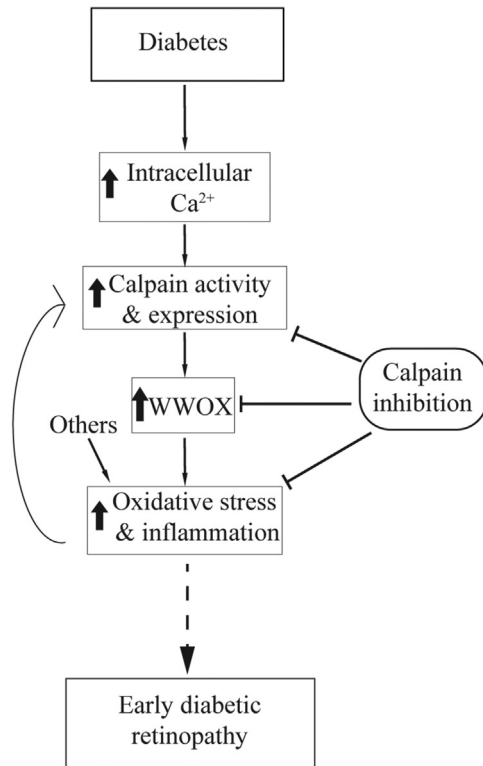 Diabetes
Intracellular
Ca²⁺
Calpain activity
& expression
Calpain
inhibition
WWOX
Others
Oxidative stress
& inflammation
Early diabetic
retinopathy